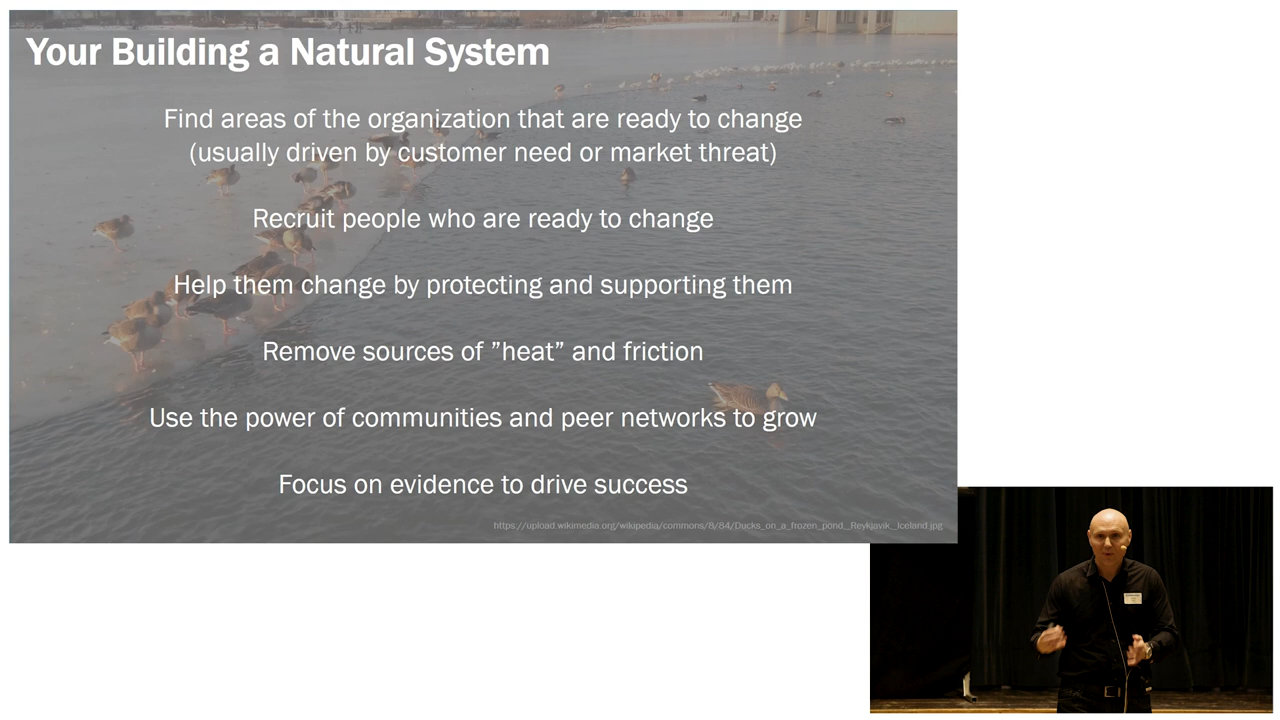 Your Building a Natural System
Find areas of the organization that are ready to change
(usually driven by customer need or market threat)
Recruit people who are ready to change
Help them change by protecting and supporting them
Remove sources of ”heat” and friction
Use the power of communities and peer networks to grow
Focus on evidence to drive success
https://upload.wikimedia.org/wikipedia/commons/8/84/Ducks_on_a_frozen_pond,_Reykjavik,_Iceland.jpg